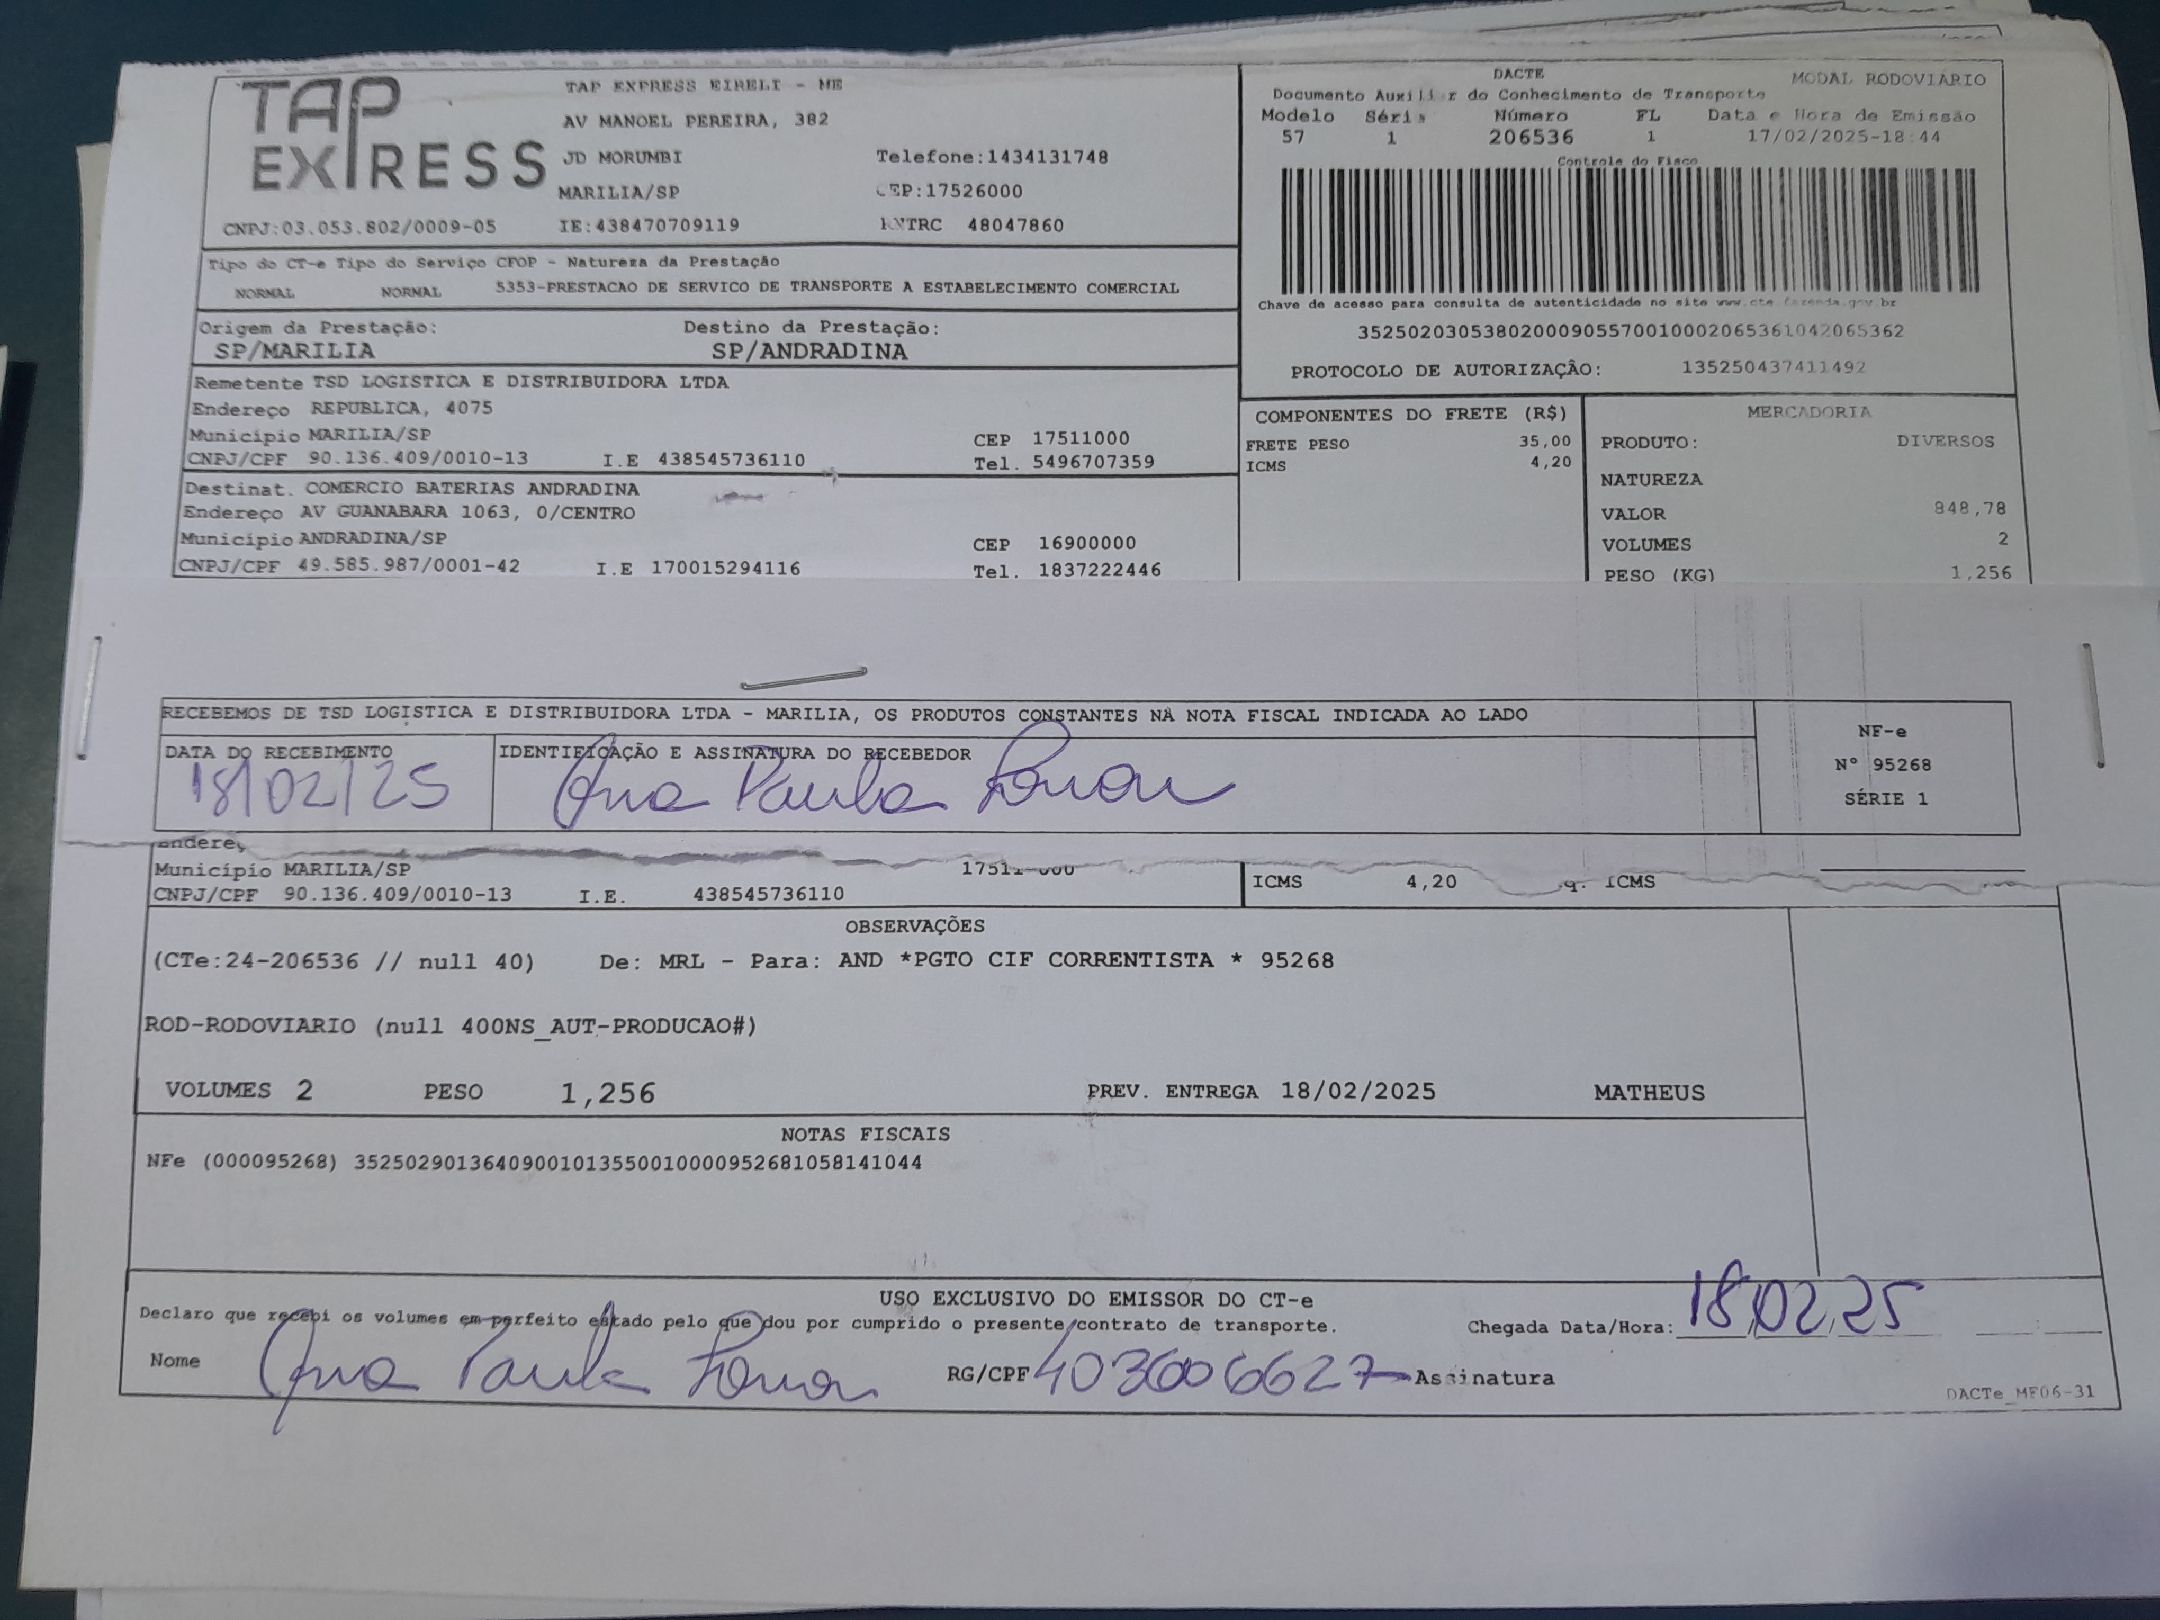 TAP EXPRESS
TAP EXPRESS EIRELI - ME
AV MANOEL PEREIRA, 382
JD MORUMBI Telefone:1434131748
MARILIA/SP CEP:17526000
CNPJ:03.053.802/0009-05 IE:438470709119 RNTRC 48047860
DACTE MODAL RODOVIÁRIO
Documento Auxiliar do Conhecimento de Transporte
Modelo Série Número FL Data e Hora de Emissão
57 1 206536 1 17/02/2025-18:44
Controle do Fisco
Chave de acesso para consulta de autenticidade no site www.cte.fazenda.gov.br
35250203053802000905570010002065361042065362
PROTOCOLO DE AUTORIZAÇÃO: 135250437411492
Tipo do CT-e Tipo do Serviço CFOP - Natureza da Prestação
NORMAL NORMAL 5353-PRESTACAO DE SERVICO DE TRANSPORTE A ESTABELECIMENTO COMERCIAL
Origem da Prestação: Destino da Prestação:
SP/MARILIA SP/ANDRADINA
Remetente TSD LOGISTICA E DISTRIBUIDORA LTDA
Endereço REPUBLICA, 4075
Município MARILIA/SP CEP 17511000
CNPJ/CPF 90.136.409/0010-13 I.E 438545736110 Tel. 5496707359
Destinat. COMERCIO BATERIAS ANDRADINA
Endereço AV GUANABARA 1063, 0/CENTRO
Município ANDRADINA/SP CEP 16900000
CNPJ/CPF 49.585.987/0001-42 I.E 170015294116 Tel. 1837222446
COMPONENTES DO FRETE (R$)
FRETE PESO 35,00
ICMS 4,20
MERCADORIA
PRODUTO: DIVERSOS
NATUREZA
VALOR 848,78
VOLUMES 2
PESO (KG) 1,256
RECEBEMOS DE TSD LOGISTICA E DISTRIBUIDORA LTDA - MARILIA, OS PRODUTOS CONSTANTES NA NOTA FISCAL INDICADA AO LADO
DATA DO RECEBIMENTO IDENTIFICAÇÃO E ASSINATURA DO RECEBEDOR
18/02/25 Ana Paula
NF-e
Nº 95268
SÉRIE 1
Município MARILIA/SP
CNPJ/CPF 90.136.409/0010-13 I.E. 438545736110
ICMS 4,20 ICMS
OBSERVAÇÕES
(CTe:24-206536 // null 40) De: MRL - Para: AND *PGTO CIF CORRENTISTA * 95268
ROD-RODOVIARIO (null 400NS_AUT-PRODUCAO#)
VOLUMES 2 PESO 1,256 PREV. ENTREGA 18/02/2025 MATHEUS
NOTAS FISCAIS
NFe (000095268) 35250290136409001013550010000952681058141044
USO EXCLUSIVO DO EMISSOR DO CT-e
Declaro que recebi os volumes em perfeito estado pelo que dou por cumprido o presente contrato de transporte.
Chegada Data/Hora: 18/02/25
Nome Ana Paula RG/CPF 4036006627 Assinatura
DACTe_MF06-31